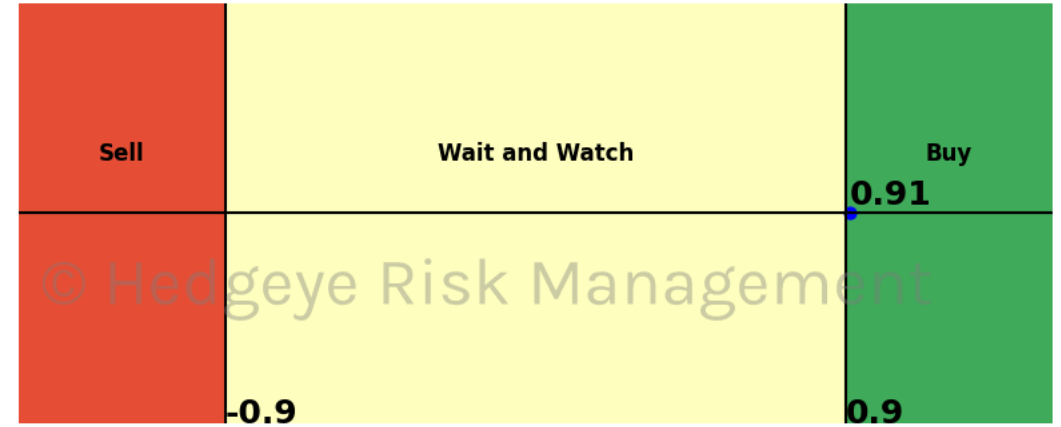 Sell
Wait and Watch
Buy
0.91
© Hedgeye Risk Management
-0.9
0.9